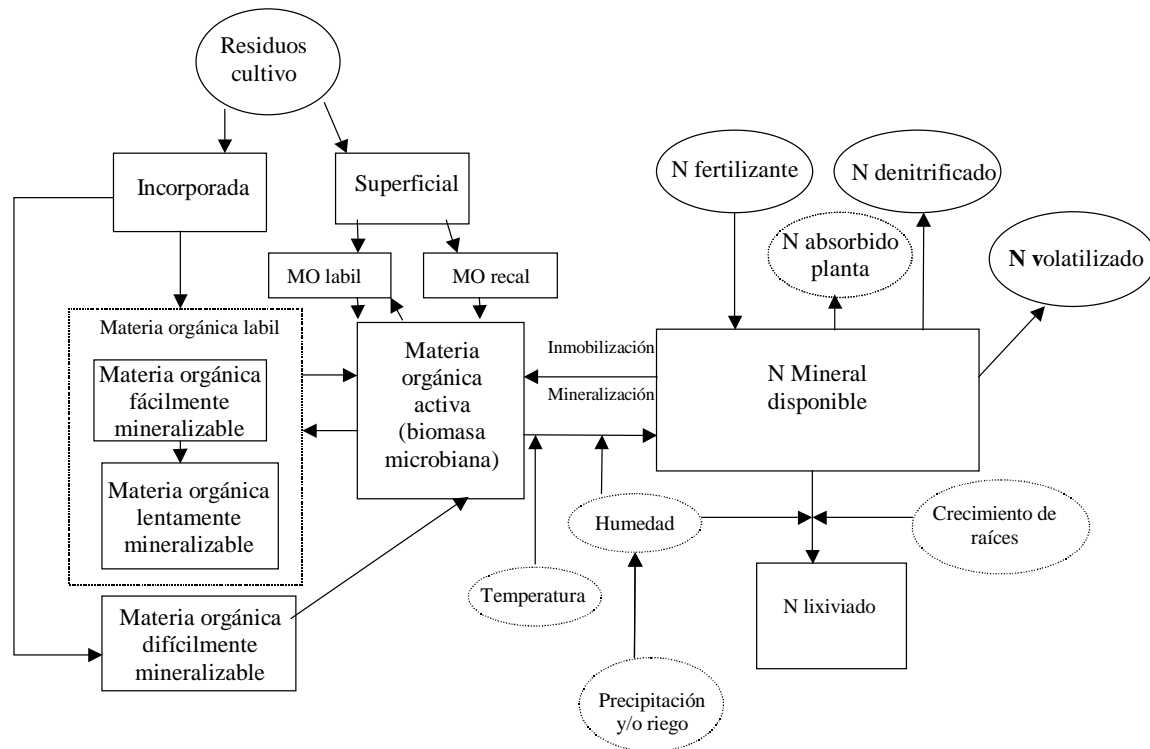 Residuos
cultivo
Incorporada
Superficial
N fertilizante
N denitrificado
N absorbido
planta
N volatilizado
MO labil
MO recal
Materia orgánica labil
Materia orgánica
fácilmente
mineralizable
Materia orgánica
lentamente
mineralizable
Materia
orgánica
activa
(biomasa
microbiana)
Inmobilización
Mineralización
N Mineral
disponible
Humedad
Crecimiento de
raíces
Temperatura
N lixiviado
Materia orgánica
difícilmente
mineralizable
Precipitación
y/o riego